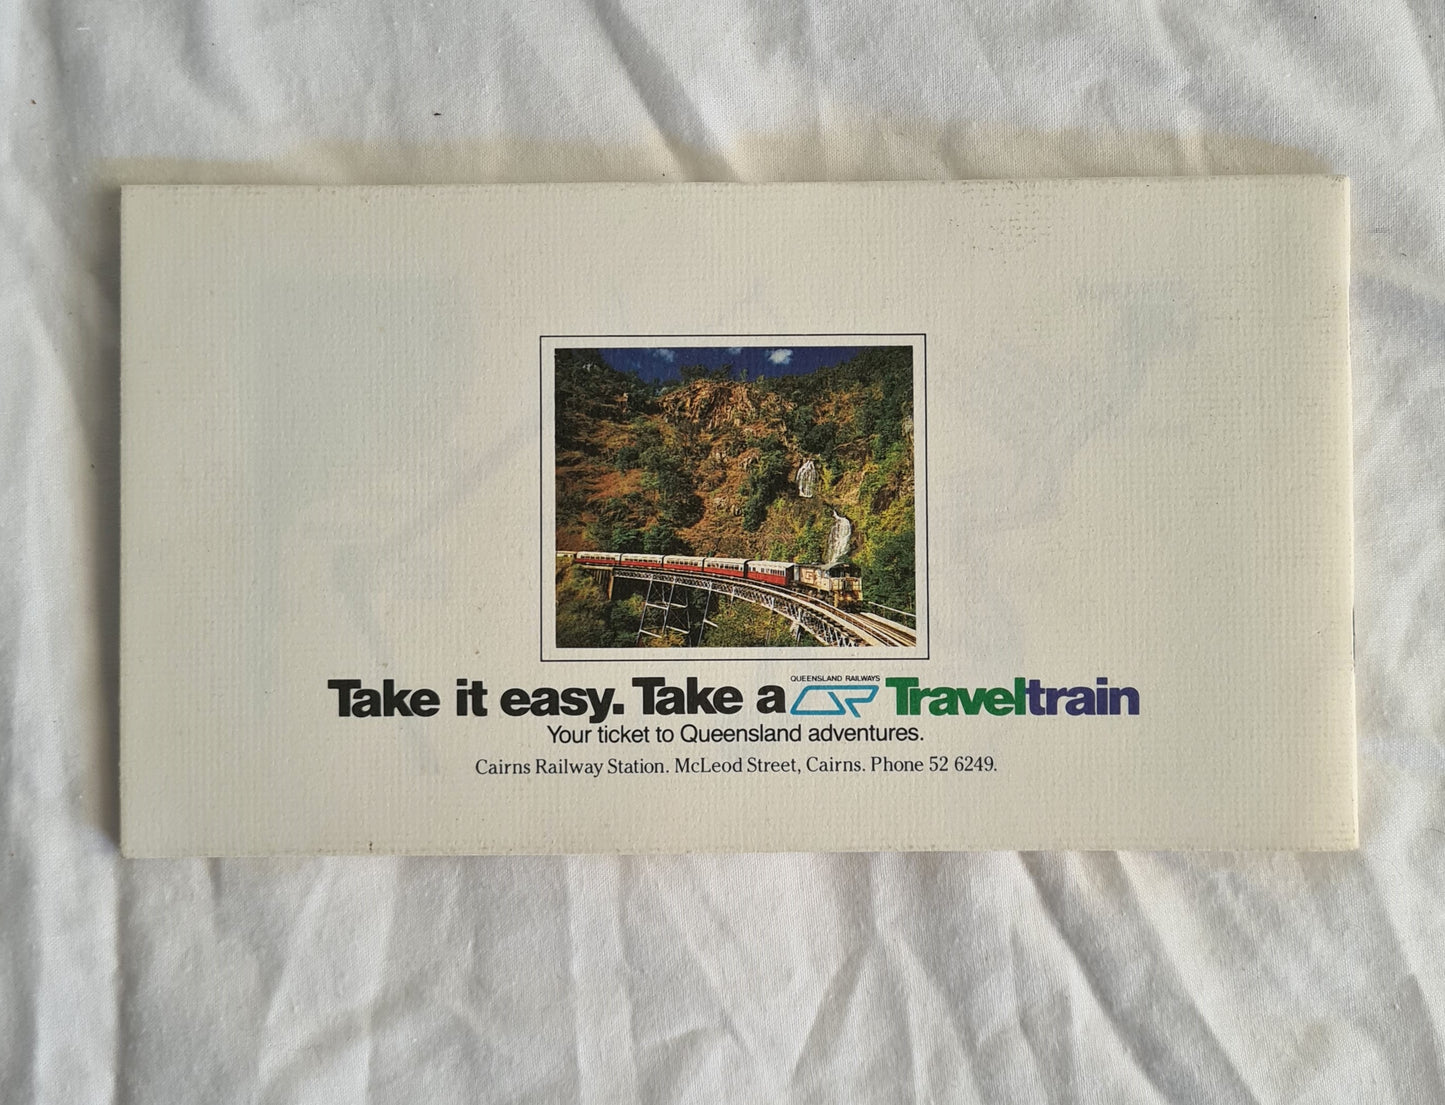 QUEENSLAND RAILWAYS
Take it easy. Take a QR Traveltrain
Your ticket to Queensland adventures.
Cairns Railway Station. McLeod Street, Cairns. Phone 52 6249.